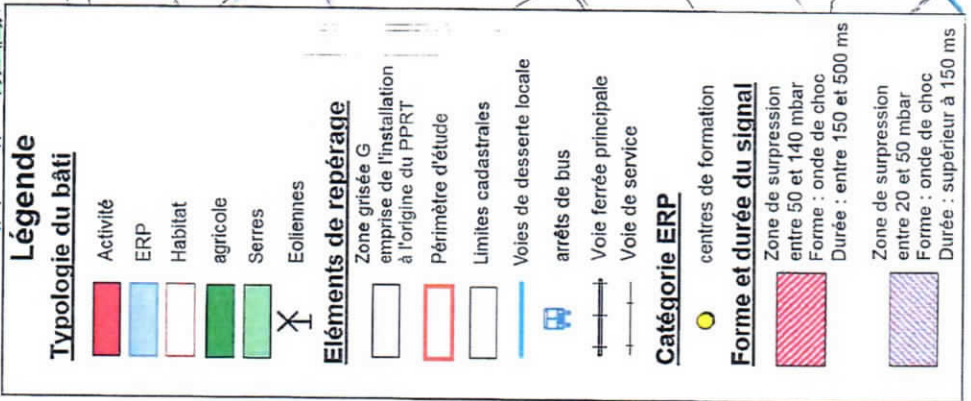 Légende
Typologie du bâti
Activité
ERP
Habitat
agricole
Serres
Eoliennes
Eléments de repérage
Zone grisée G
emprise de l'installation
à l'origine du PPRT
Périmètre d'étude
Limites cadastrales
Voies de desserte locale
arrêts de bus
Voie ferrée principale
Voie de service
Catégorie ERP
centres de formation
Forme et durée du signal
Zone de surpression
entre 50 et 140 mbar
Forme : onde de choc
Durée : entre 150 et 500 ms
Zone de surpression
entre 20 et 50 mbar
Forme : onde de choc
Durée : supérieur à 150 ms